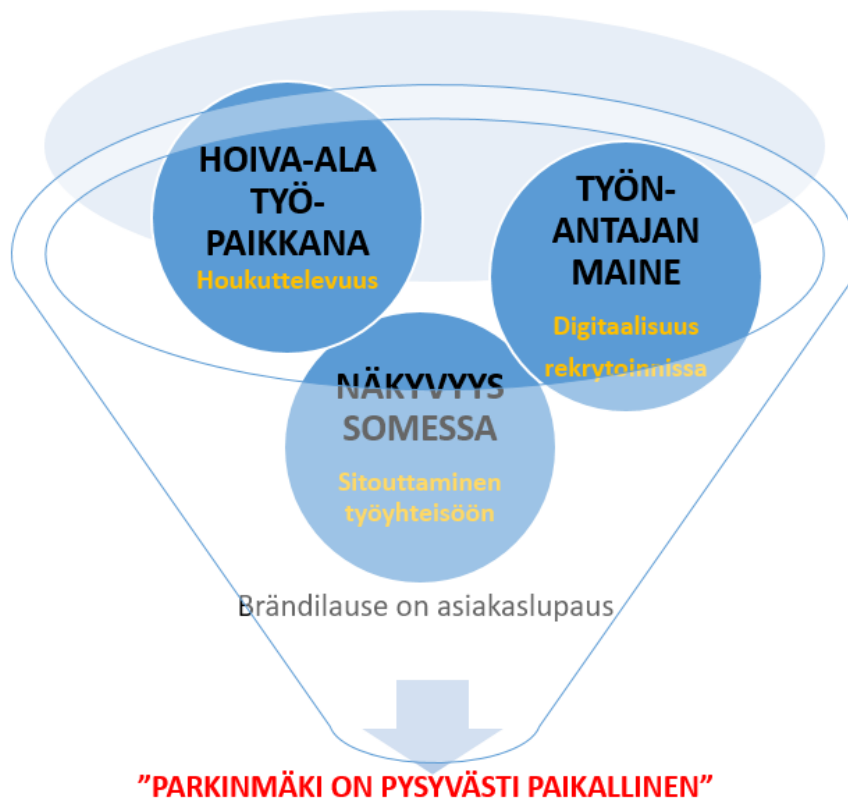 HOIVA-ALA
TYÖ-
PAIKKANA
Houkuttelevuus
TYÖN-
ANTAJAN
MAINE
Digitaalisuus
rekrytoinnissa
NÄKYVYYS
SOMESSA
Sitouttaminen
työyhteisöön
Brändilause on asiakaslupaus
”PARKINMÄKI ON PYSYVÄSTI PAIKALLINEN”